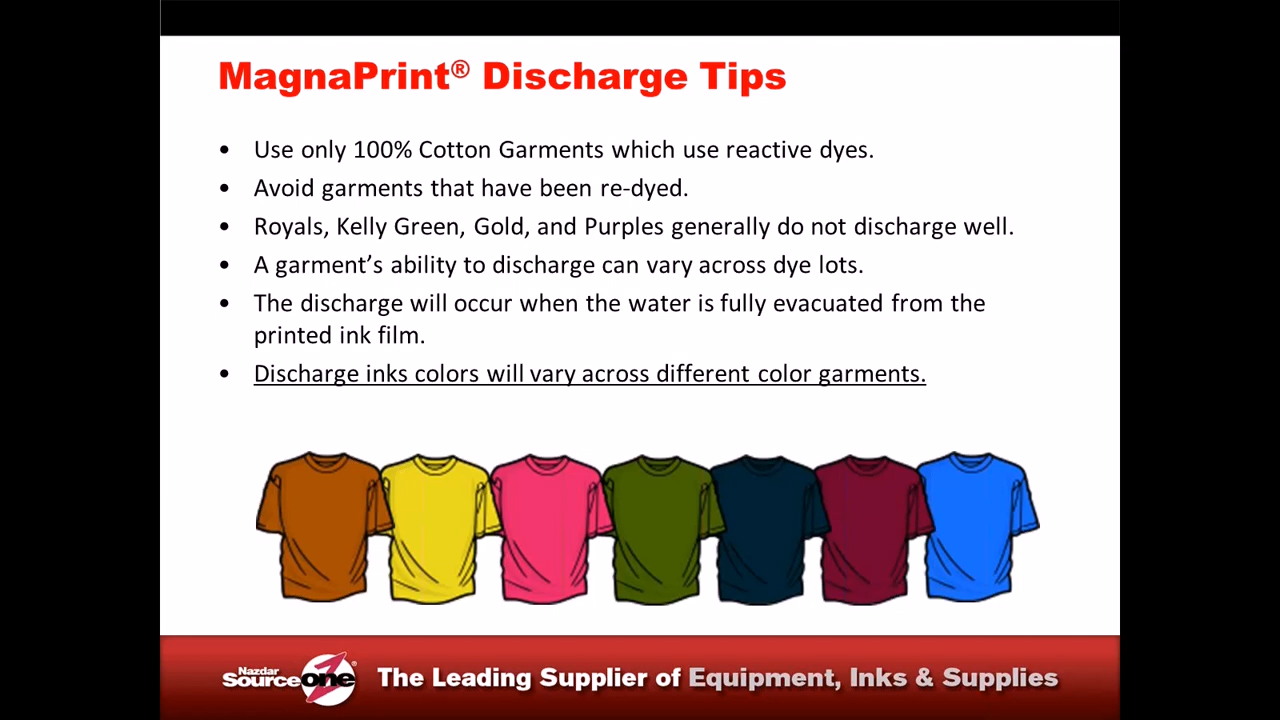 MagnaPrint® Discharge Tips
• Use only 100% Cotton Garments which use reactive dyes.
• Avoid garments that have been re-dyed.
• Royals, Kelly Green, Gold, and Purples generally do not discharge well.
• A garment’s ability to discharge can vary across dye lots.
• The discharge will occur when the water is fully evacuated from the
printed ink film.
• Discharge inks colors will vary across different color garments.
Nazdar
sourceone®
The Leading Supplier of Equipment, Inks & Supplies